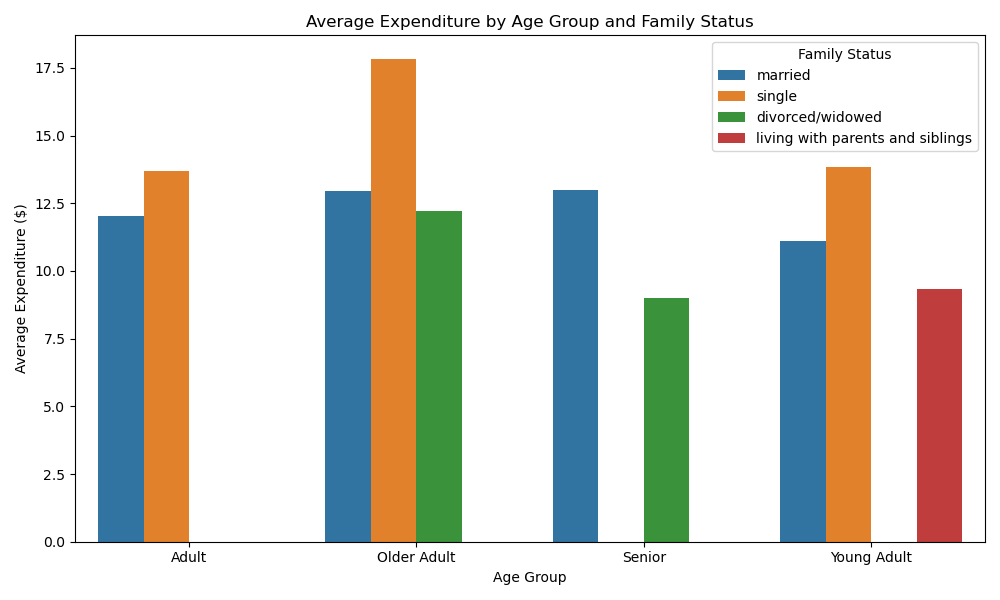 Average Expenditure by Age Group and Family Status
Family Status
married
single
divorced/widowed
living with parents and siblings
Average Expenditure ($)
17.5
15.0
12.5
10.0
7.5
5.0
2.5
0.0
Adult
Older Adult
Senior
Young Adult
Age Group